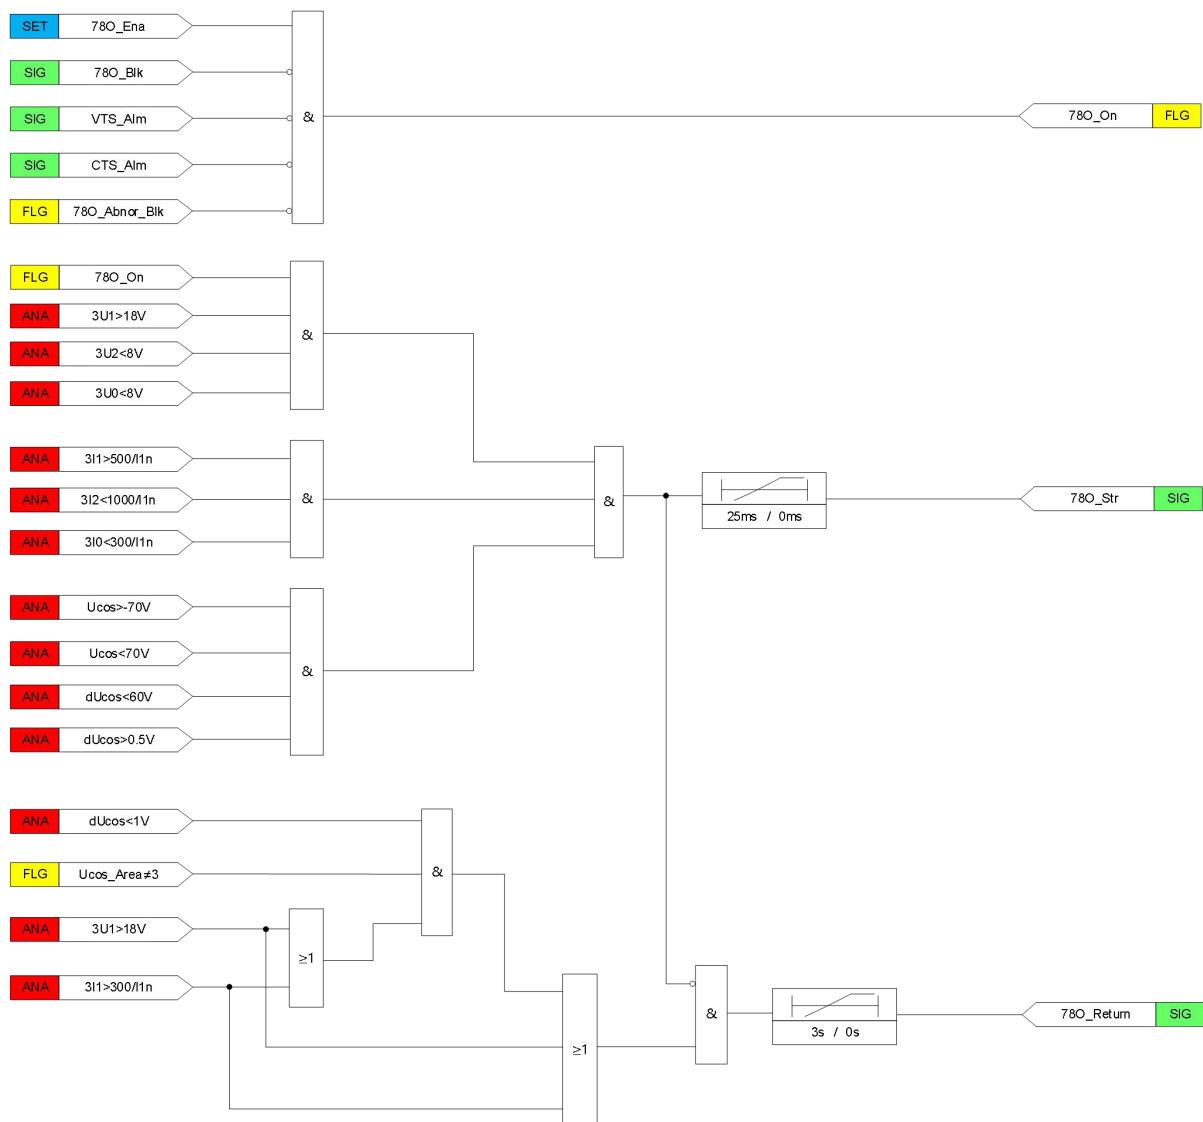 SET 78O_Ena
SIG 78O_Blk
SIG VTS_Alm
&
78O_On FLG
SIG CTS_Alm
FLG 78O_Abnor_Blk
FLG 78O_On
ANA 3U1>18V
&
ANA 3U2<8V
ANA 3U0<8V
ANA 3I1>500/I1n
ANA 3I2<1000/I1n
&
&
78O_Str SIG
25ms / 0ms
ANA 3I0<300/I1n
ANA Ucos>-70V
ANA Ucos<70V
&
ANA dUcos<60V
ANA dUcos>0.5V
ANA dUcos<1V
FLG Ucos_Area≠3
&
ANA 3U1>18V
≥1
ANA 3I1>300/I1n
&
78O_Return SIG
3s / 0s
≥1